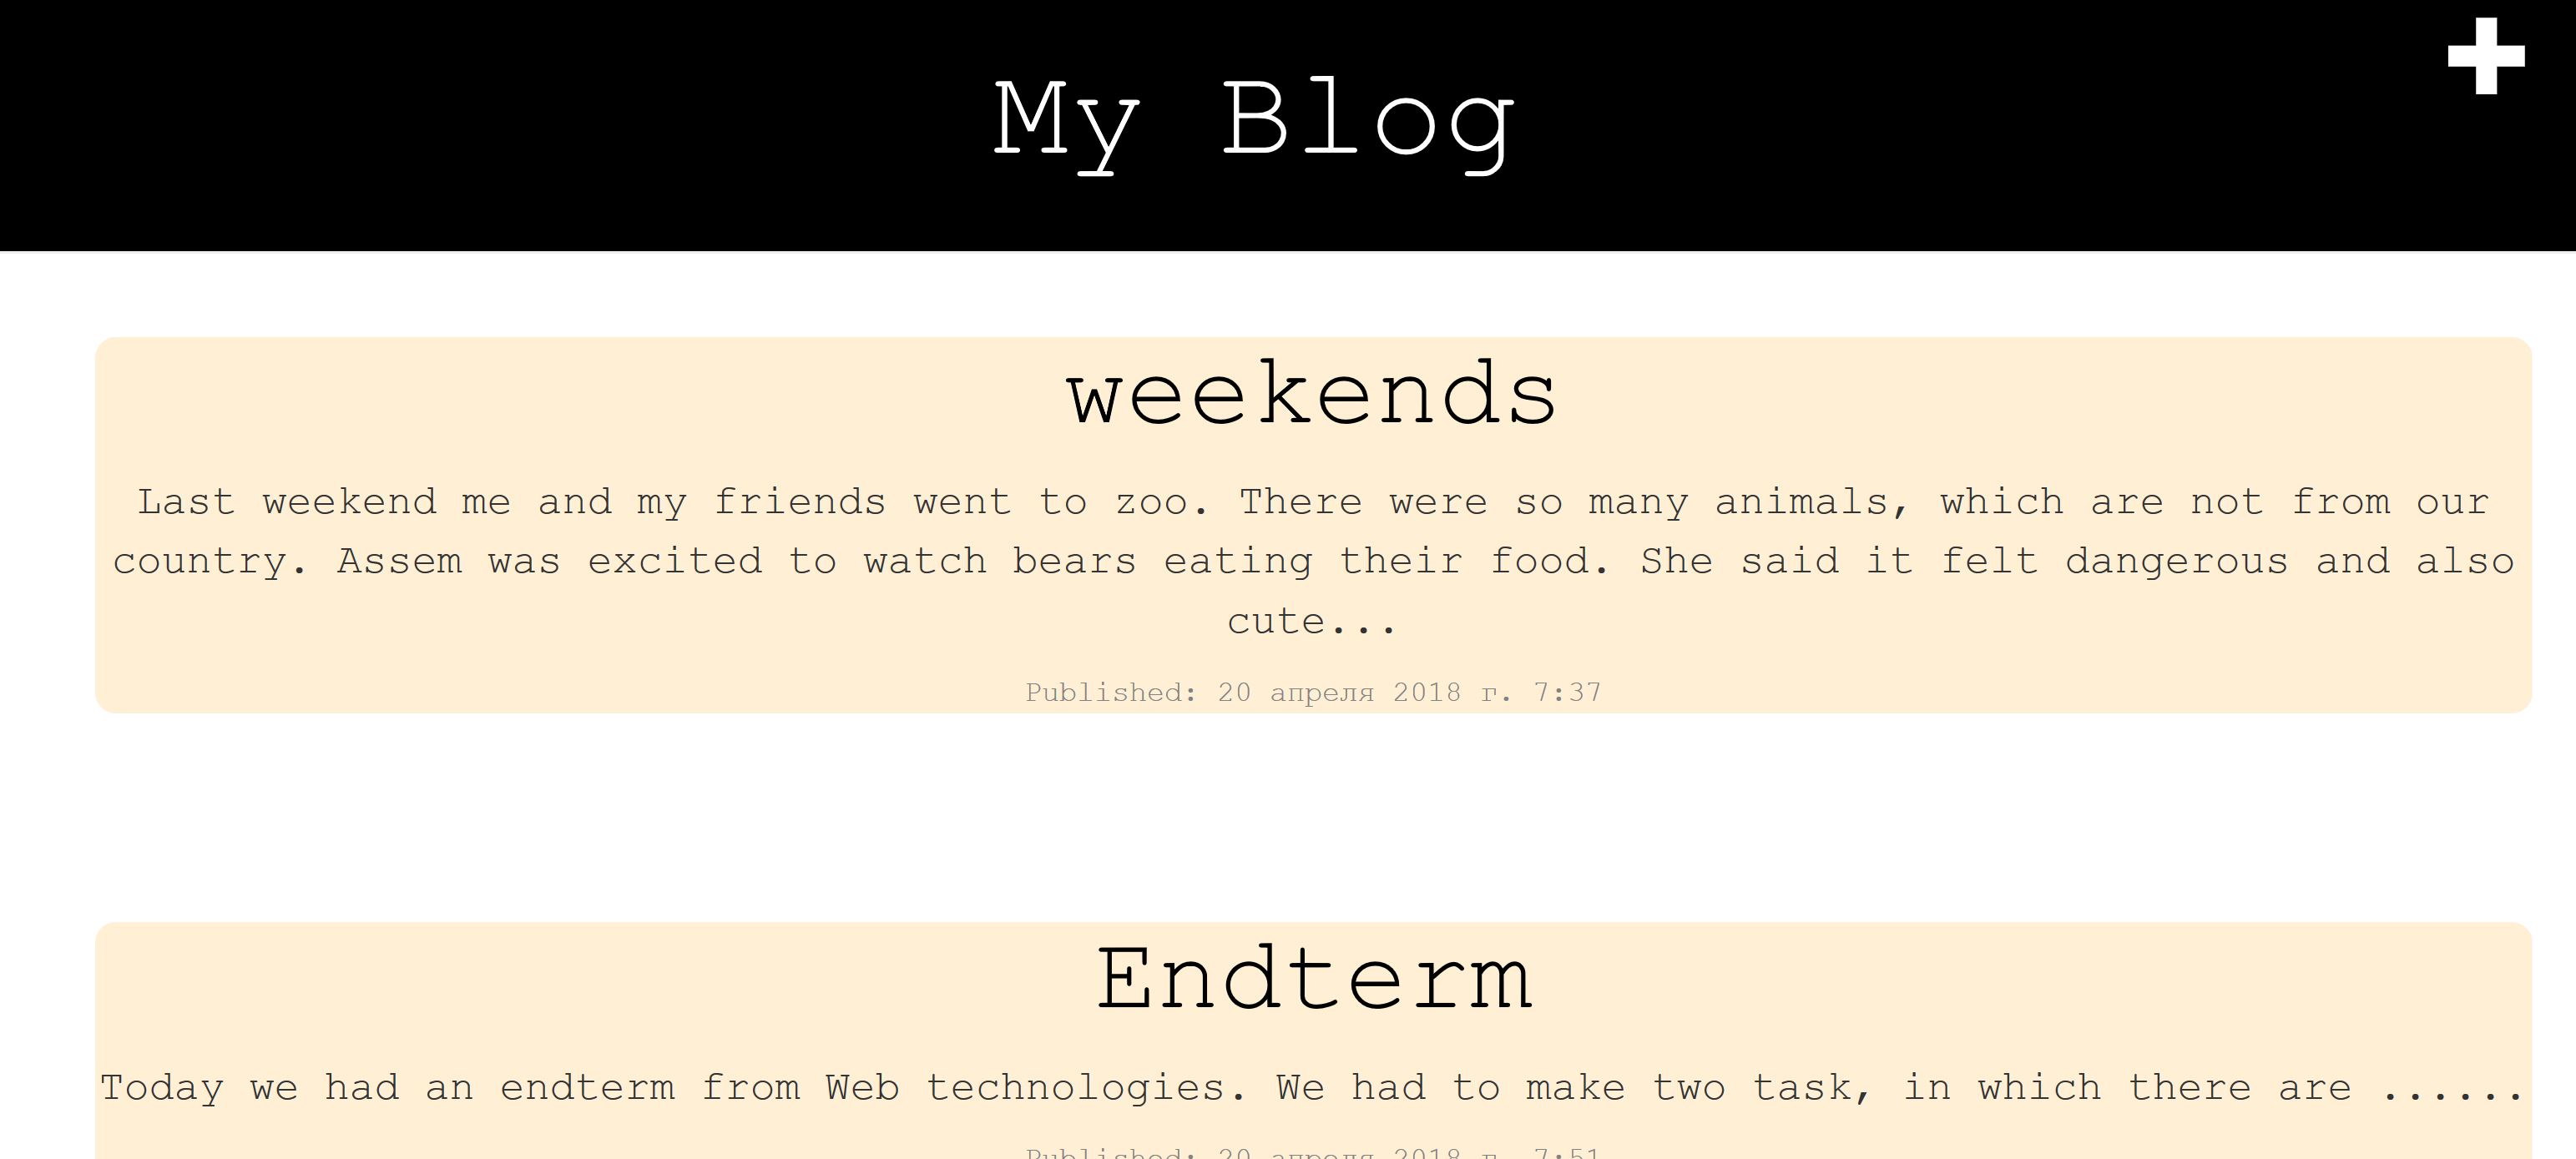 My Blog
weekends
Last weekend me and my friends went to zoo. There were so many animals, which are not from our
country. Assem was excited to watch bears eating their food. She said it felt dangerous and also
cute...
Published: 20 апреля 2018 г. 7:37
Endterm
Today we had an endterm from Web technologies. We had to make two task, in which there are ......
Published: 20 апреля 2018 г. 7:51